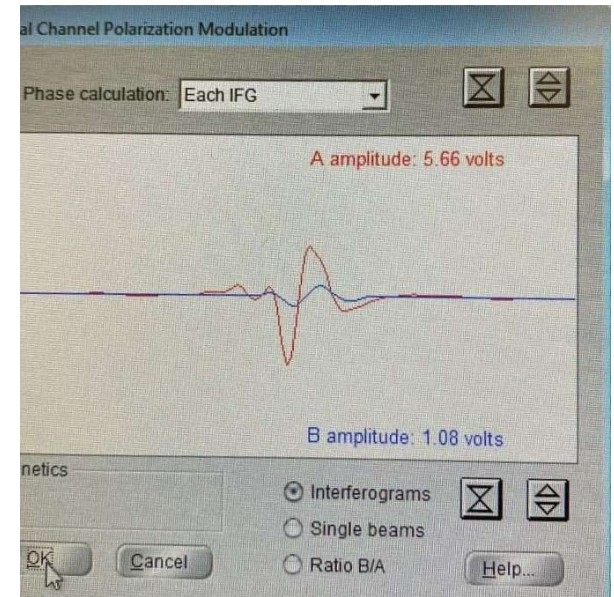 al Channel Polarization Modulation
Phase calculation: Each IFG
A amplitude: 5.66 volts
B amplitude: 1.08 volts
netics
Interferograms
Single beams
OK Cancel Ratio B/A Help...